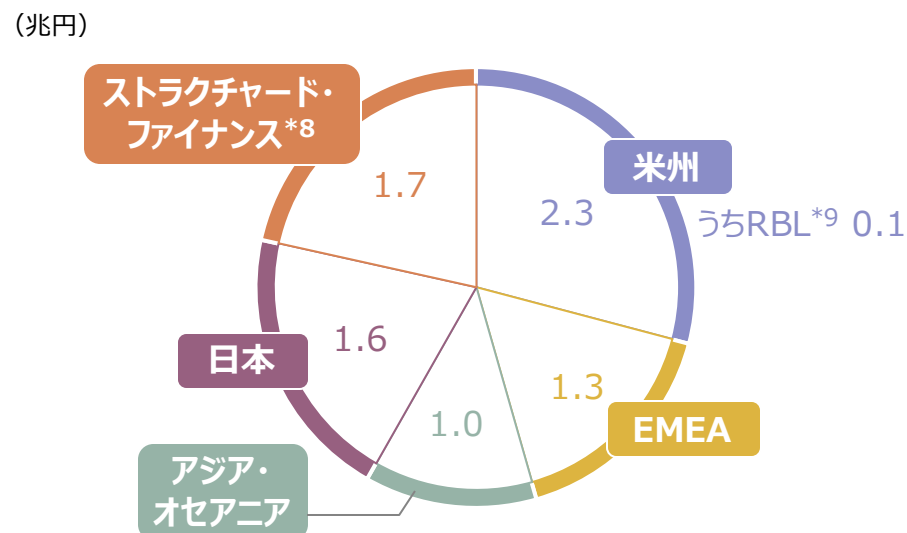 （兆円）
ストラクチャード・
ファイナンス*8
米州
1.7
2.3
うちRBL*9 0.1
日本
1.6
1.3
EMEA
1.0
アジア・
オセアニア